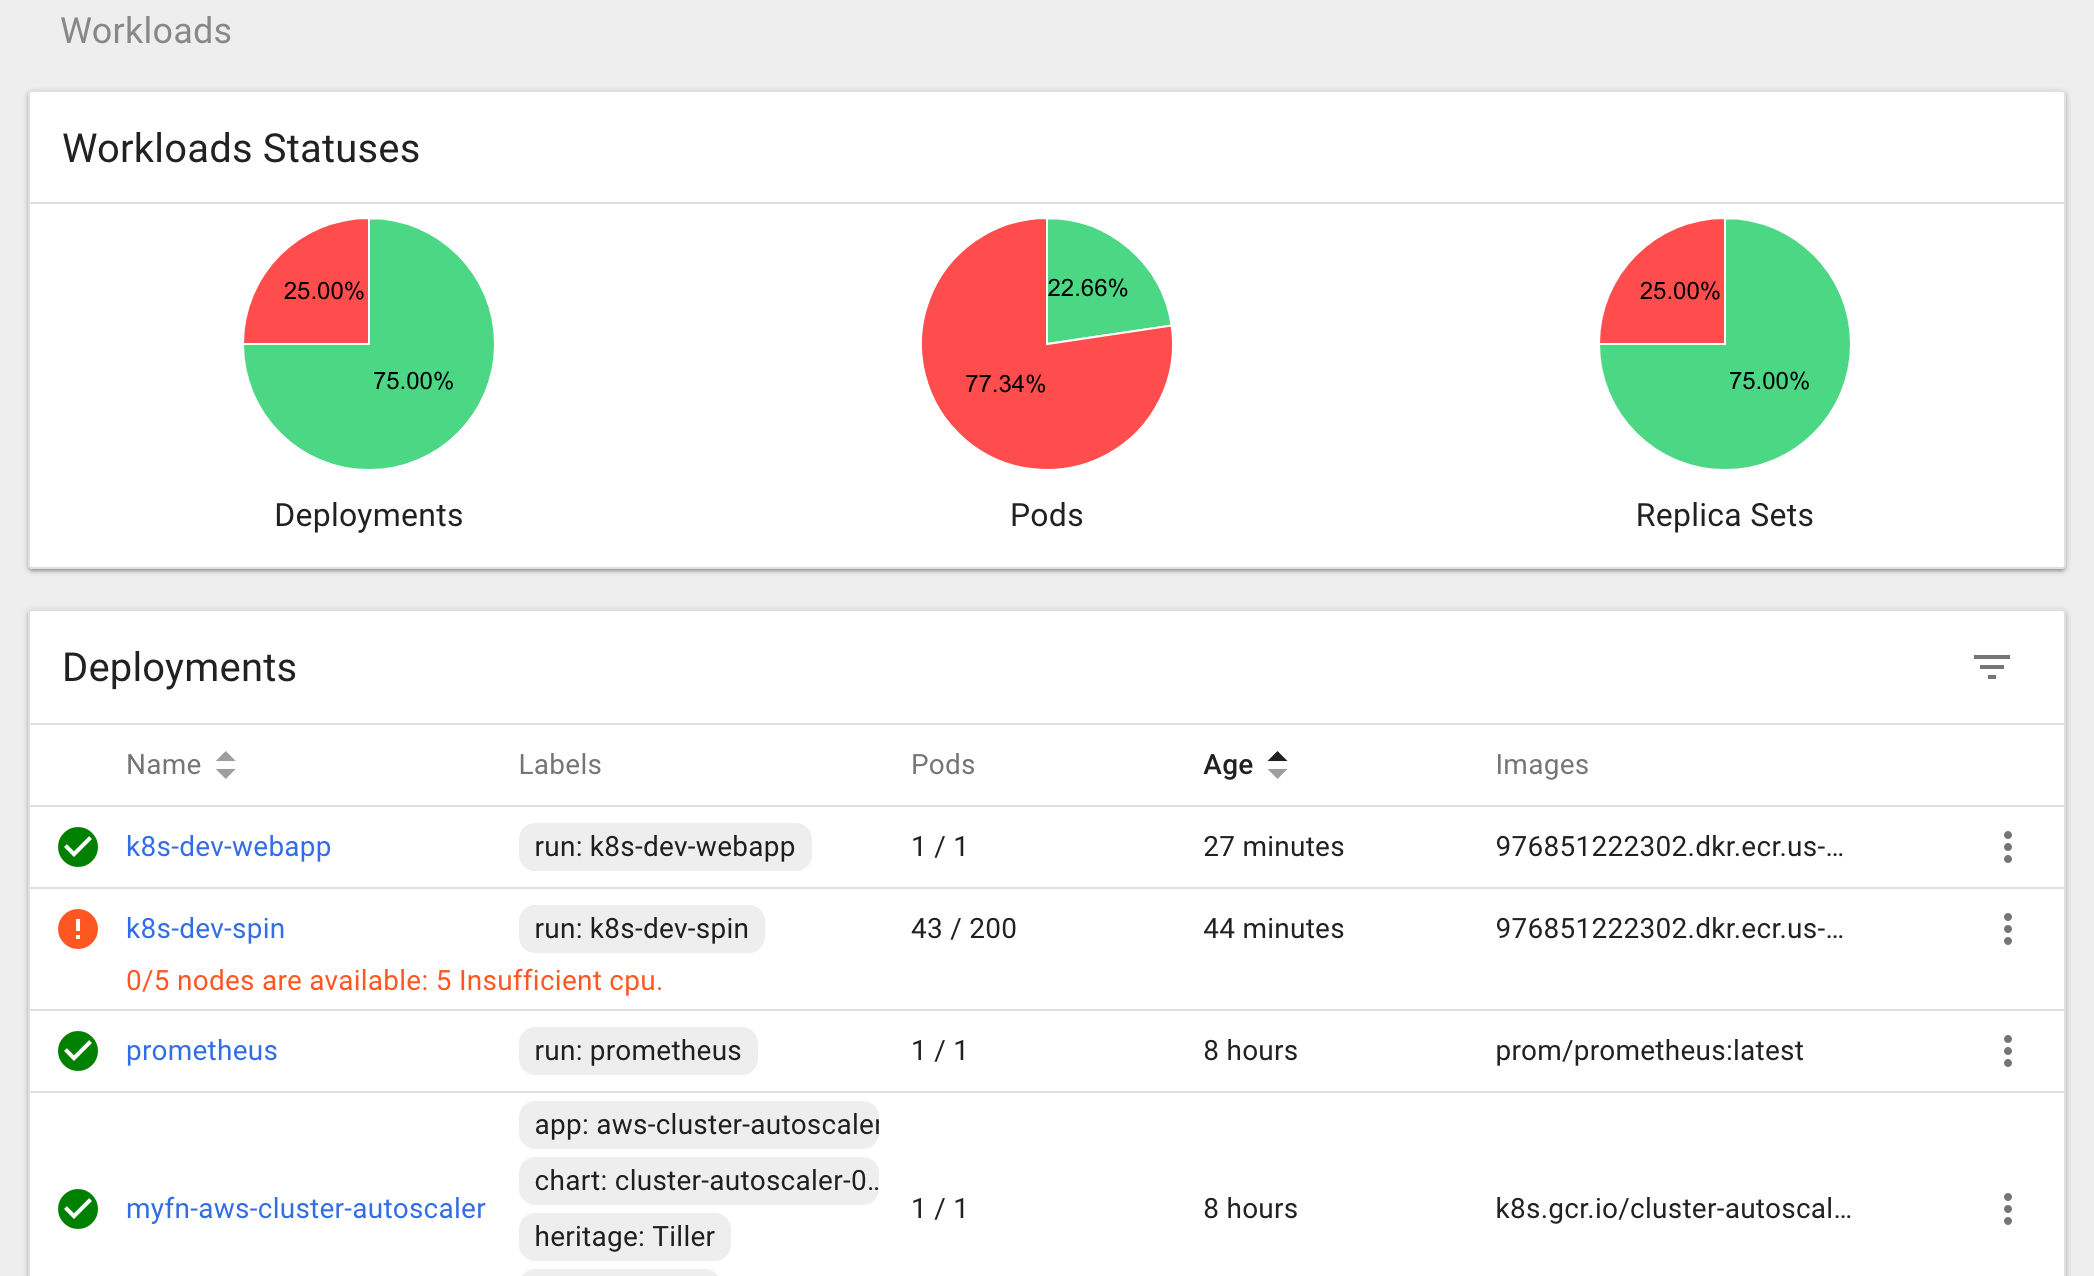 Workloads
Workloads Statuses
25.00%
75.00%
22.66%
77.34%
25.00%
75.00%
Deployments Pods Replica Sets
Deployments
Name Labels Pods Age Images
k8s-dev-webapp run: k8s-dev-webapp 1 / 1 27 minutes 976851222302.dkr.ecr.us-...
k8s-dev-spin run: k8s-dev-spin 43 / 200 44 minutes 976851222302.dkr.ecr.us-...
0/5 nodes are available: 5 Insufficient cpu.
prometheus run: prometheus 1 / 1 8 hours prom/prometheus:latest
app: aws-cluster-autoscaler
chart: cluster-autoscaler-0..
myfn-aws-cluster-autoscaler 1 / 1 8 hours k8s.gcr.io/cluster-autoscal...
heritage: Tiller